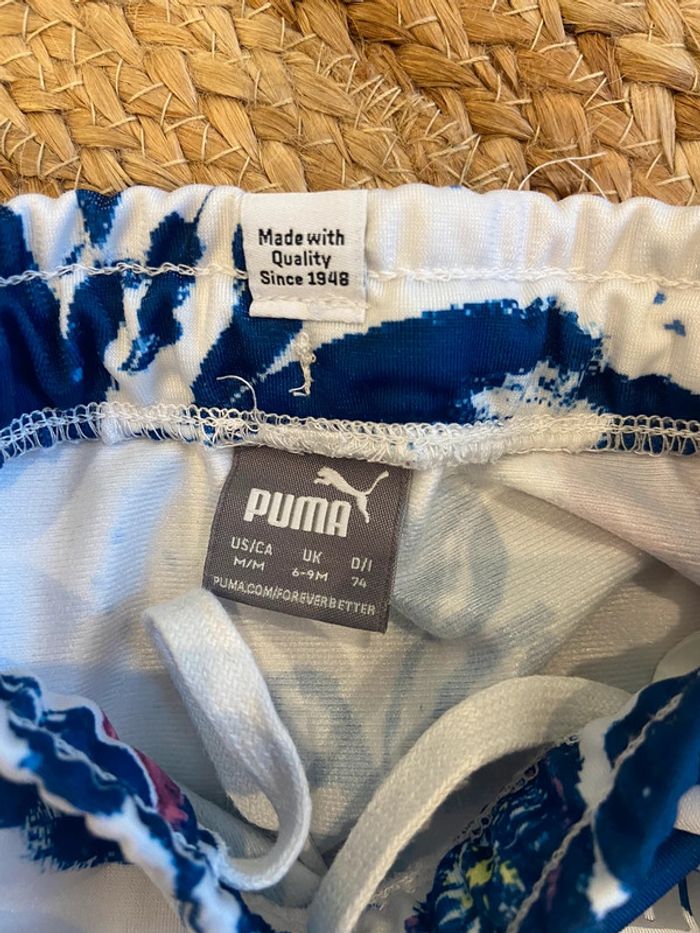 Made with
Quality
Since 1948
PUMA
US/CA UK D/I
M/M 6-9M 74
PUMA.COM/FOREVERBETTER